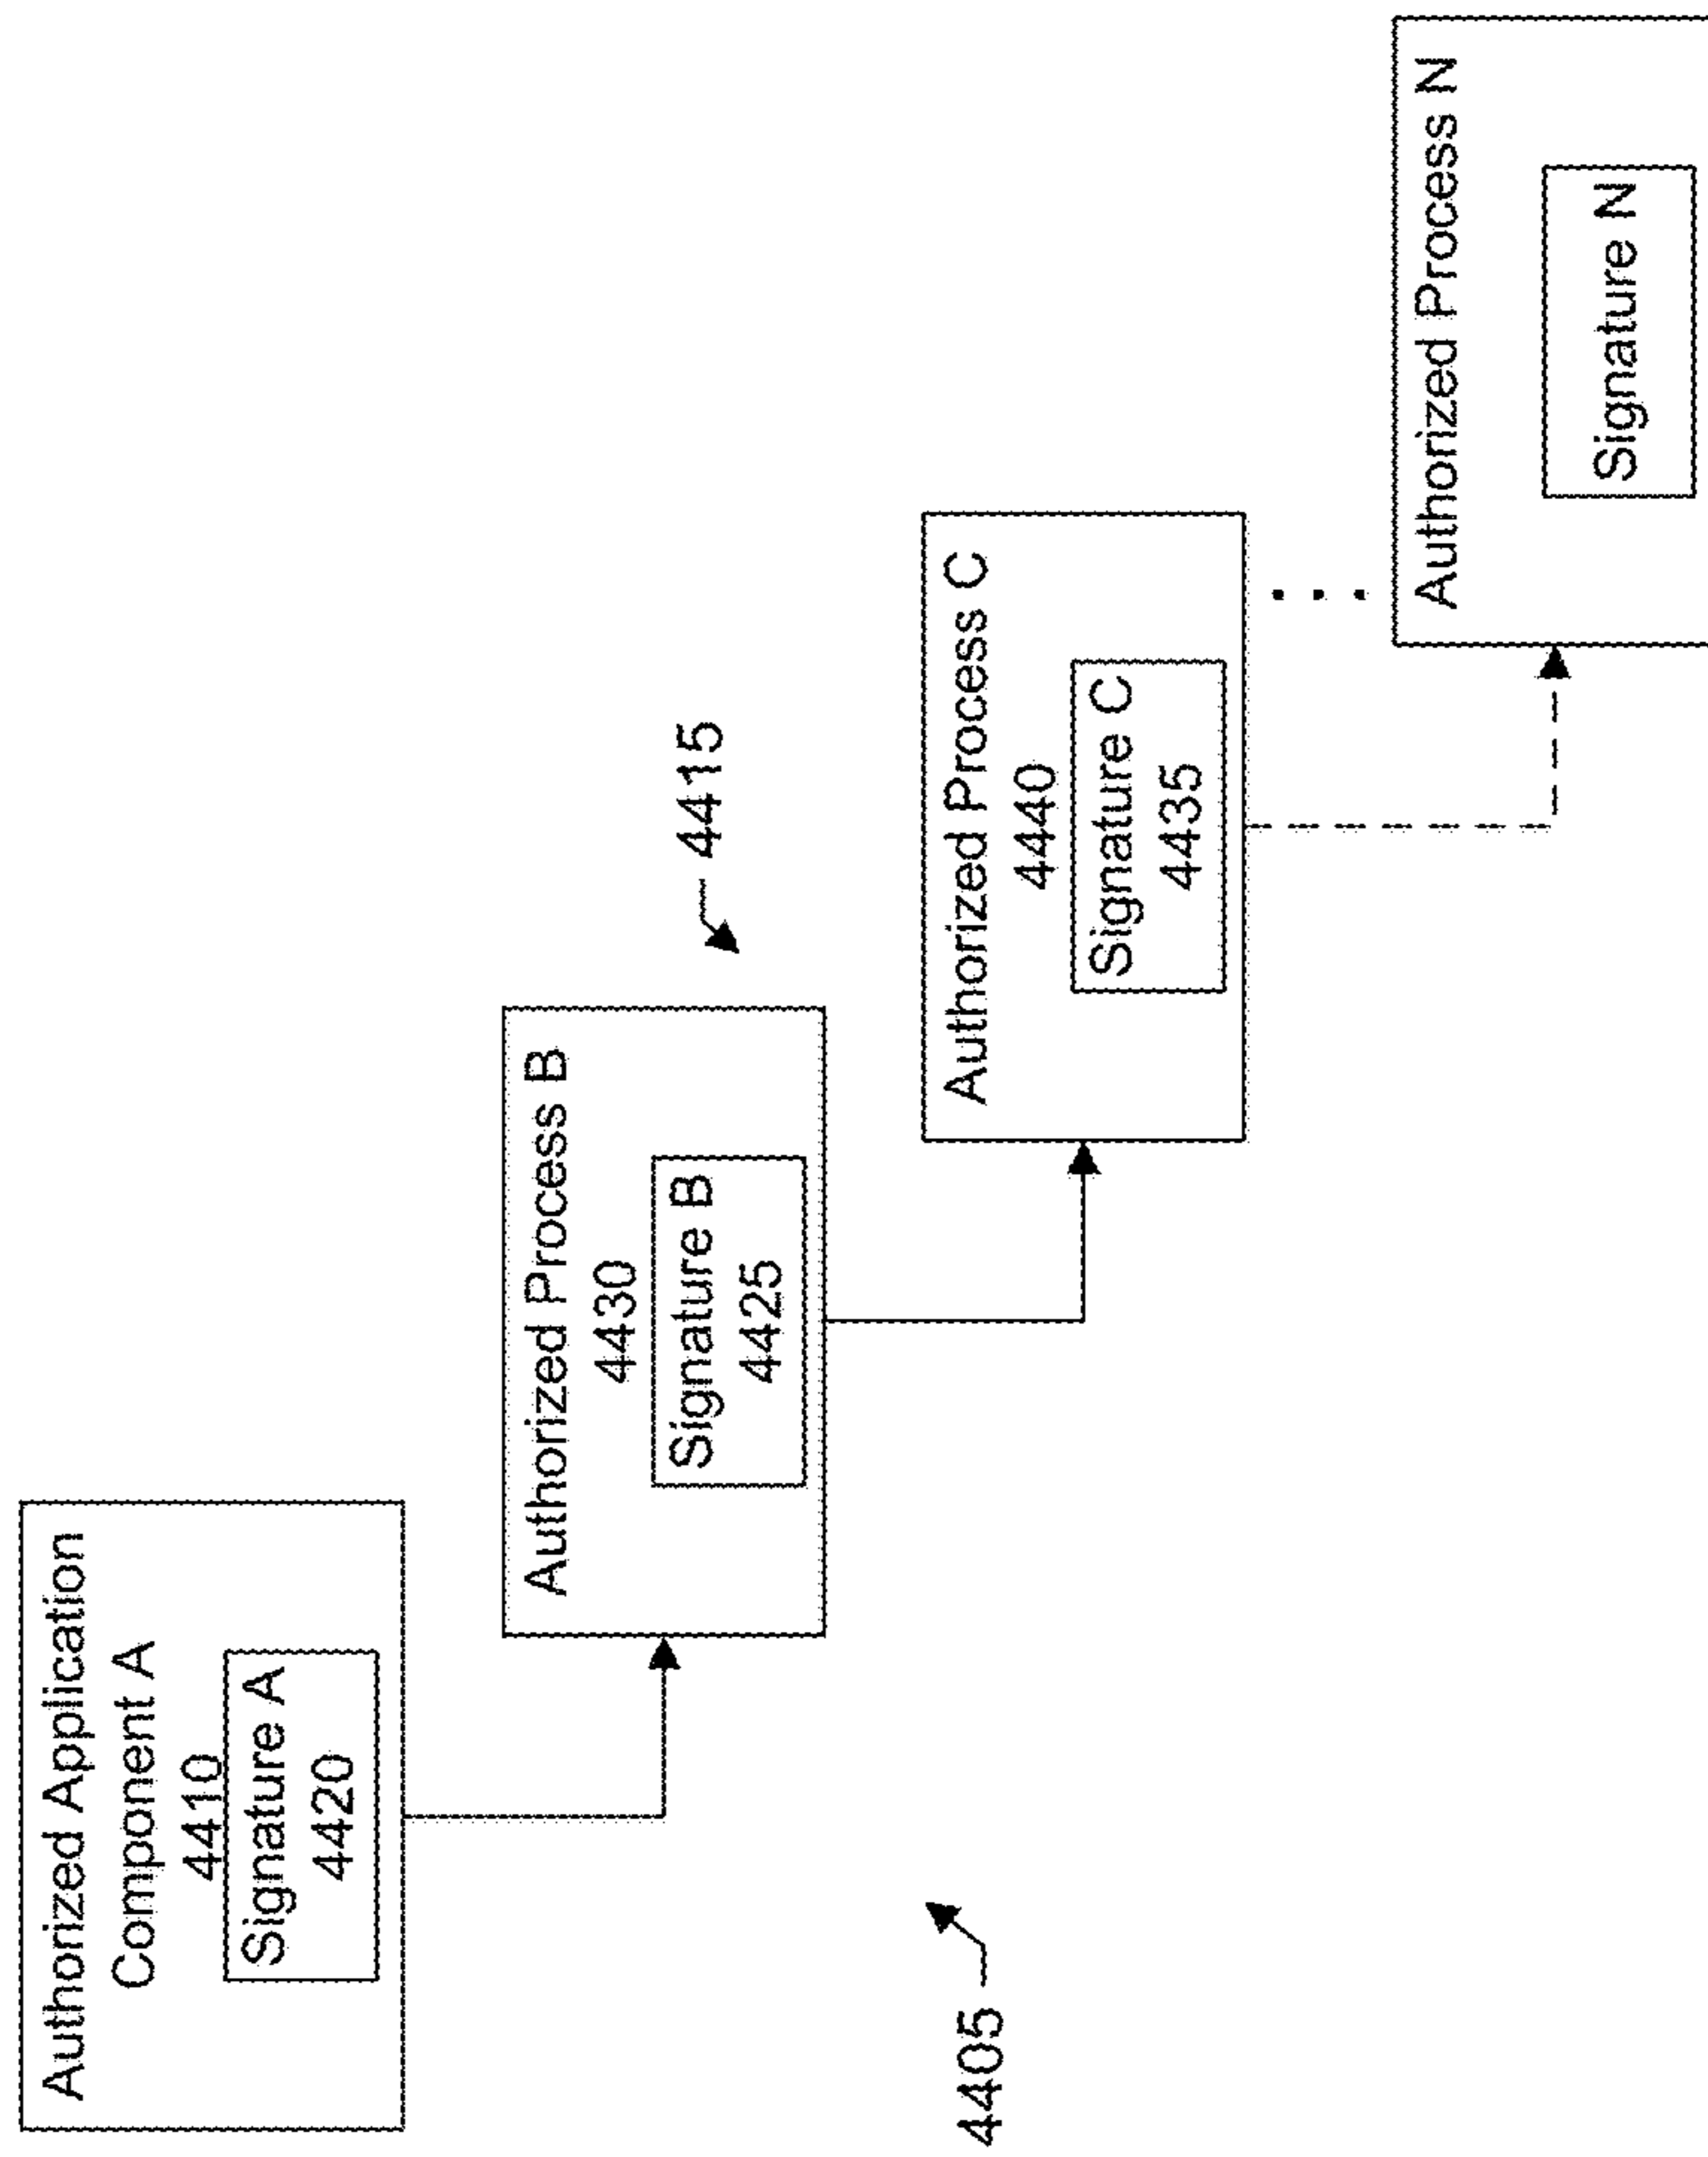 Authorized Application
Component A
4410
Signature A
4420
Authorized Process B
4430
Signature B
4425
4415
Authorized Process C
4440
Signature C
4435
. . .
Authorized Process N
Signature N
4405